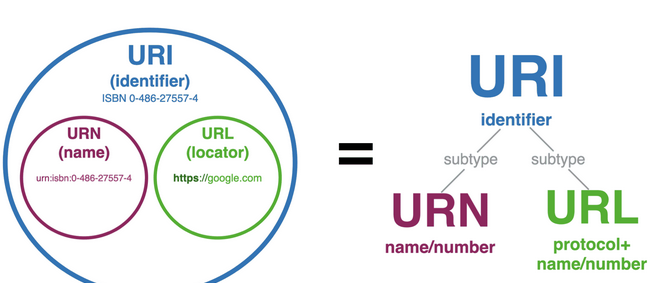 URI
(identifier)
ISBN 0-486-27557-4
URN
(name)
urn:isbn:0-486-27557-4
URL
(locator)
https://google.com
=
URI
identifier
subtype
subtype
URN
name/number
URL
protocol+
name/number